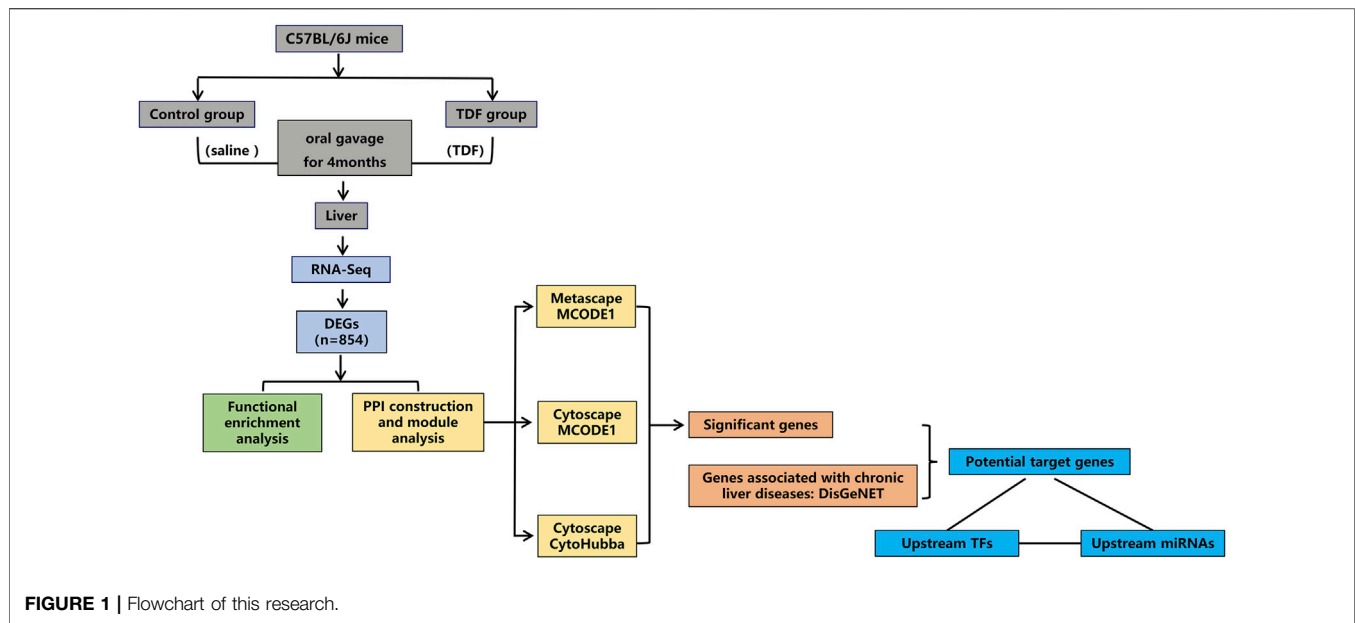 C57BL/6J mice
Control group
TDF group
oral gavage
for 4months
(saline )
(TDF)
Liver
RNA-Seq
DEGs
(n=854)
Functional
enrichment
analysis
PPI construction
and module
analysis
Metascape
MCODE1
Cytoscape
MCODE1
Cytoscape
CytoHubba
Significant genes
Genes associated with chronic
liver diseases: DisGeNET
Potential target genes
Upstream TFs
Upstream miRNAs
FIGURE 1 | Flowchart of this research.